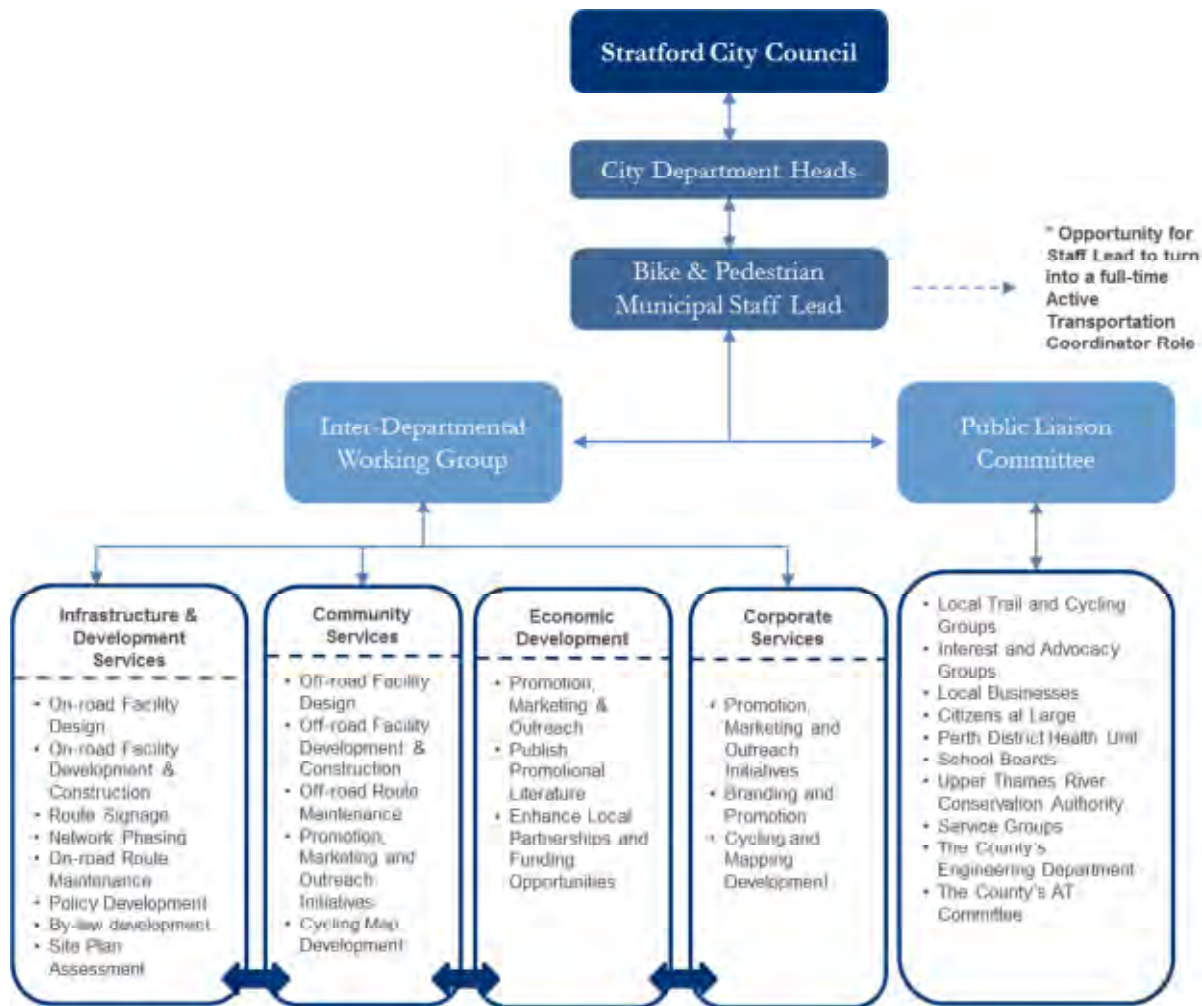 Stratford City Council
City Department Heads
Bike & Pedestrian
Municipal Staff Lead
* Opportunity for
Staff Lead to turn
into a full-time
Active
Transportation
Coordinator Role
Inter-Departmental
Working Group
Public Liaison
Committee
Infrastructure &
Development
Services
• On-road Facility
Design
• On-road Facility
Development &
Construction
• Route Signage
• Network Phasing
• On-road Route
Maintenance
• Policy Development
• By-law development
• Site Plan
Assessment
Community
Services
• Off-road Facility
Design
• Off-road Facility
Development &
Construction
• Off-road Route
Maintenance
• Promotion,
Marketing and
Outreach
Initiatives
• Cycling Map
Development
Economic
Development
• Promotion,
Marketing &
Outreach
• Publish
Promotional
Literature
• Enhance Local
Partnerships and
Funding
Opportunities
Corporate
Services
• Promotion,
Marketing and
Outreach
Initiatives
• Branding and
Promotion
• Cycling and
Mapping
Development
• Local Trail and Cycling
Groups
• Interest and Advocacy
Groups
• Local Businesses
• Citizens at Large
• Perth District Health Unit
• School Boards
• Upper Thames River
Conservation Authority
• Service Groups
• The County's
Engineering Department
• The County's AT
Committee